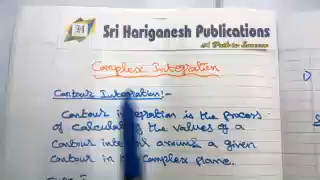 Sri Hariganesh Publications
A Path to Success
Complex Integration
Contour Integration:-
Contour integration is the process
of calculating the values of a
contour integral around a given
contour in the complex plane.